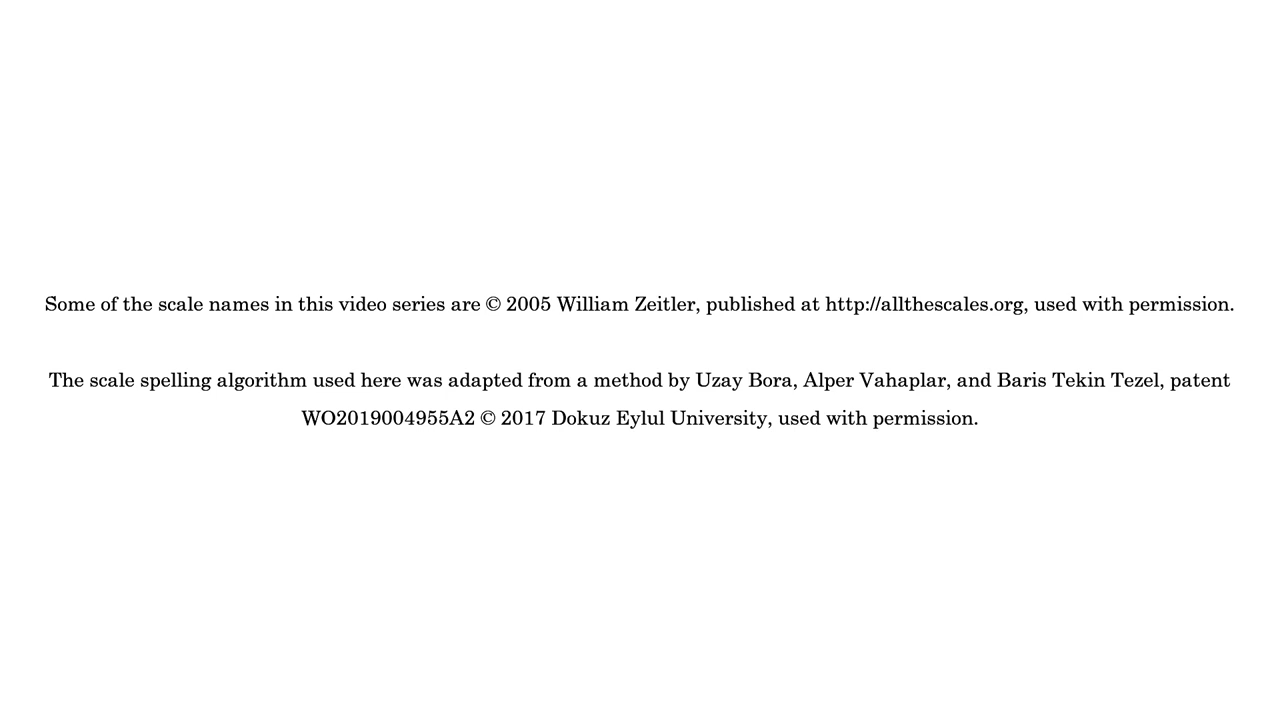 Some of the scale names in this video series are © 2005 William Zeitler, published at http://allthescales.org, used with permission.
The scale spelling algorithm used here was adapted from a method by Uzay Bora, Alper Vahaplar, and Baris Tekin Tezel, patent
WO2019004955A2 © 2017 Dokuz Eylul University, used with permission.